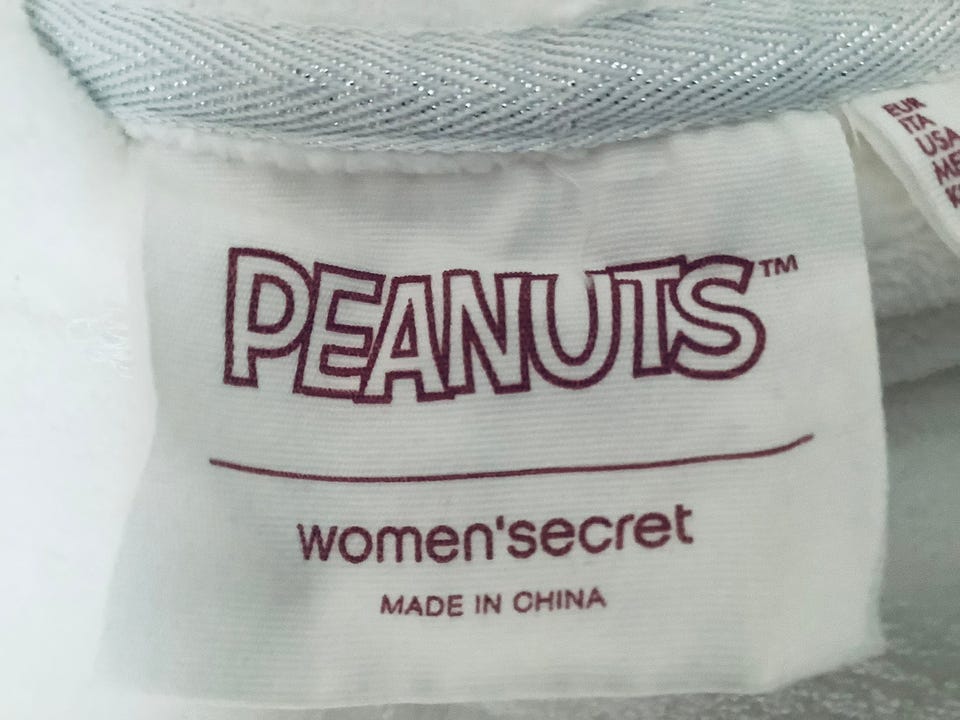 PEANUTS™
women'secret
MADE IN CHINA
EUR
ITA
USA